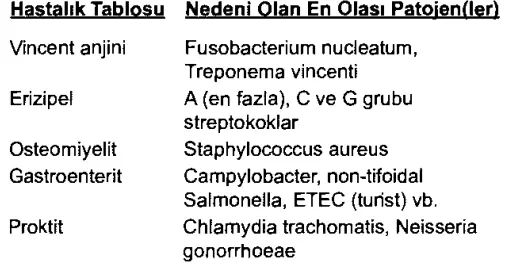 Hastalık Tablosu Nedeni Olan En Olası Patojen(ler)
Vincent anjini Fusobacterium nucleatum,
Treponema vincenti
Erizipel A (en fazla), C ve G grubu
streptokoklar
Osteomiyelit Staphylococcus aureus
Gastroenterit Campylobacter, non-tifoidal
Salmonella, ETEC (turist) vb.
Proktit Chlamydia trachomatis, Neisseria
gonorrhoeae